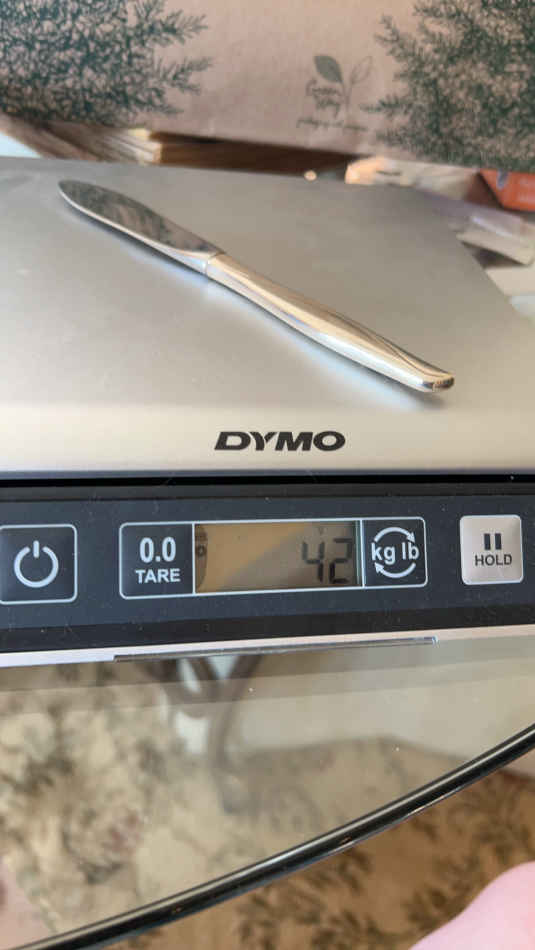 DYMO
0.0
TARE
42
kg lb
HOLD